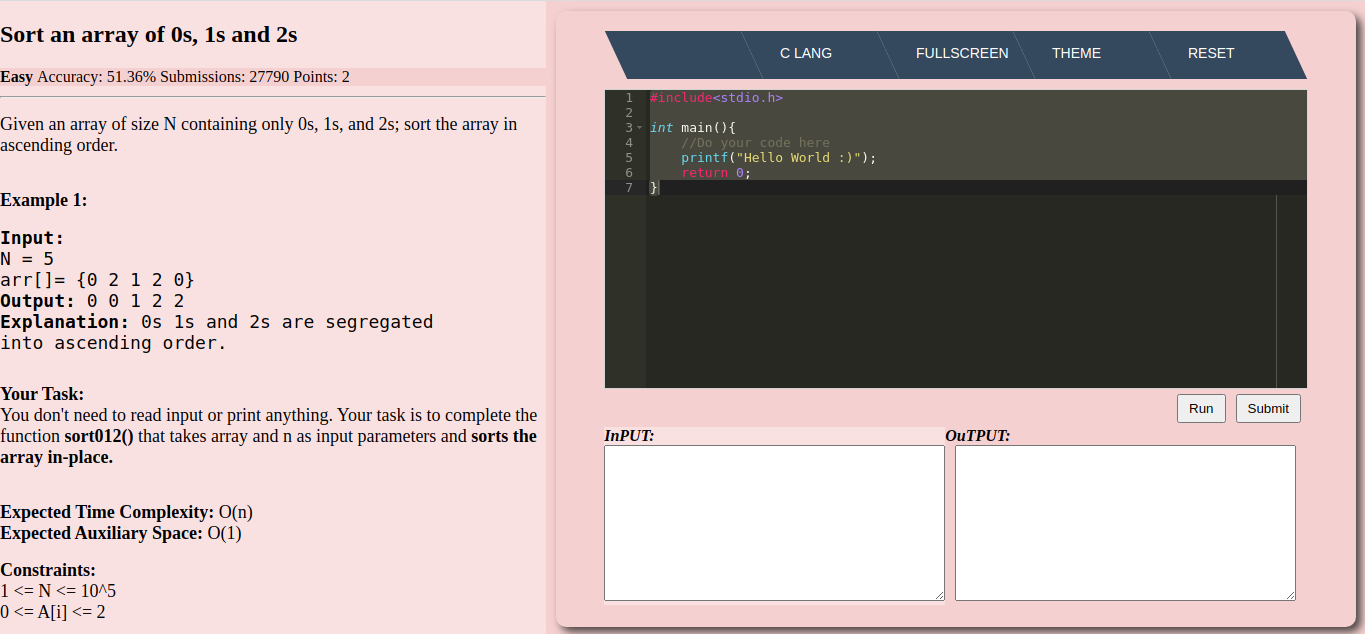 Sort an array of 0s, 1s and 2s
Easy Accuracy: 51.36% Submissions: 27790 Points: 2
Given an array of size N containing only 0s, 1s, and 2s; sort the array in
ascending order.
Example 1:
Input:
N = 5
arr[]= {0 2 1 2 0}
Output: 0 0 1 2 2
Explanation: 0s 1s and 2s are segregated
into ascending order.
Your Task:
You don't need to read input or print anything. Your task is to complete the
function sort012() that takes array and n as input parameters and sorts the
array in-place.
Expected Time Complexity: O(n)
Expected Auxiliary Space: O(1)
Constraints:
1 <= N <= 10^5
0 <= A[i] <= 2
C LANG FULLSCREEN THEME RESET
1 #include<stdio.h>
2
3 int main(){
4 //Do your code here
5 printf("Hello World :)");
6 return 0;
7 }
Run Submit
InPUT: OuTPUT: